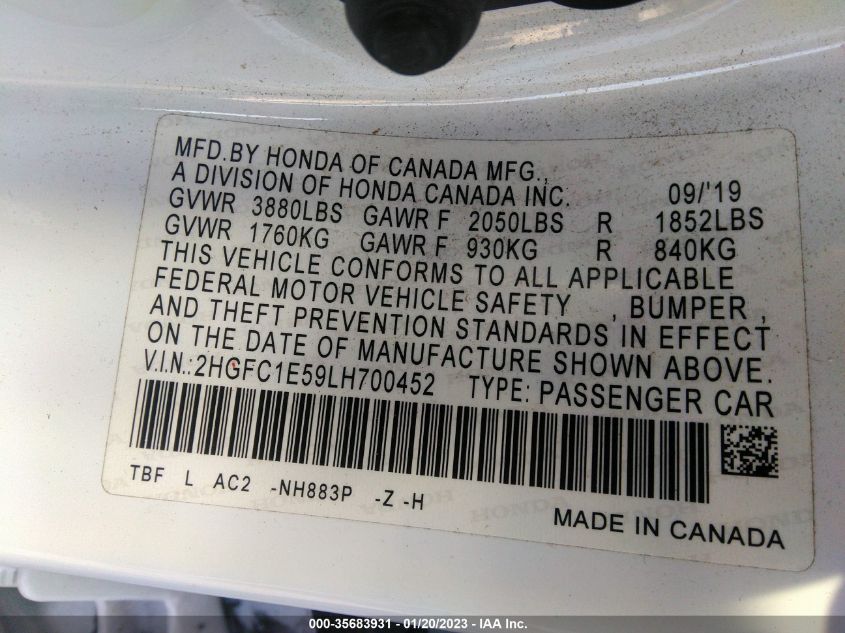 MFD.BY HONDA OF CANADA MFG.,
A DIVISION OF HONDA CANADA INC. 09/'19
GVWR 3880LBS GAWR F 2050LBS R 1852LBS
GVWR 1760KG GAWR F 930KG R 840KG
THIS VEHICLE CONFORMS TO ALL APPLICABLE
FEDERAL MOTOR VEHICLE SAFETY , BUMPER ,
AND THEFT PREVENTION STANDARDS IN EFFECT
ON THE DATE OF MANUFACTURE SHOWN ABOVE.
V.I.N.: 2HGFC1E59LH700452 TYPE: PASSENGER CAR
TBF L AC2 -NH883P -Z -H
MADE IN CANADA
000-35683931 - 01/20/2023 - IAA Inc.